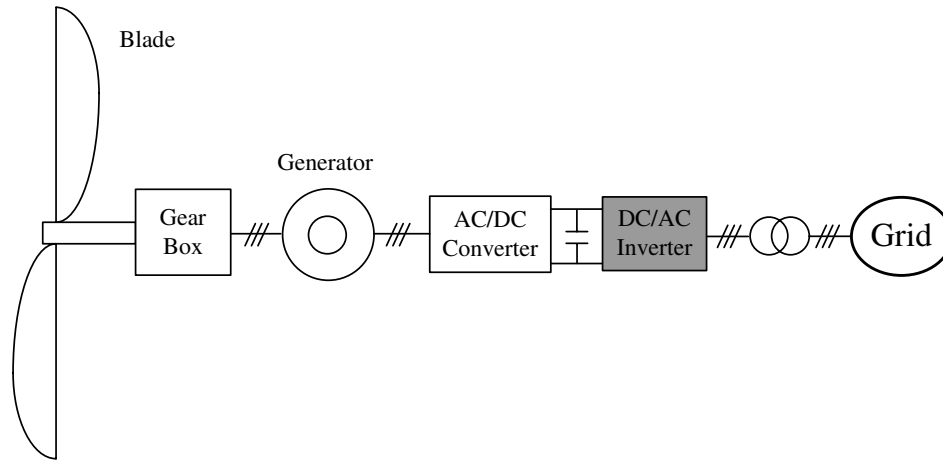 Blade
Generator
Gear
Box
AC/DC
Converter
DC/AC
Inverter
Grid